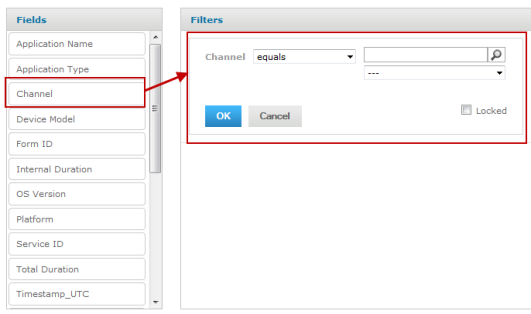 Fields
Application Name
Application Type
Channel
Device Model
Form ID
Internal Duration
OS Version
Platform
Service ID
Total Duration
Timestamp_UTC
Filters
Channel equals
---
OK Cancel
Locked